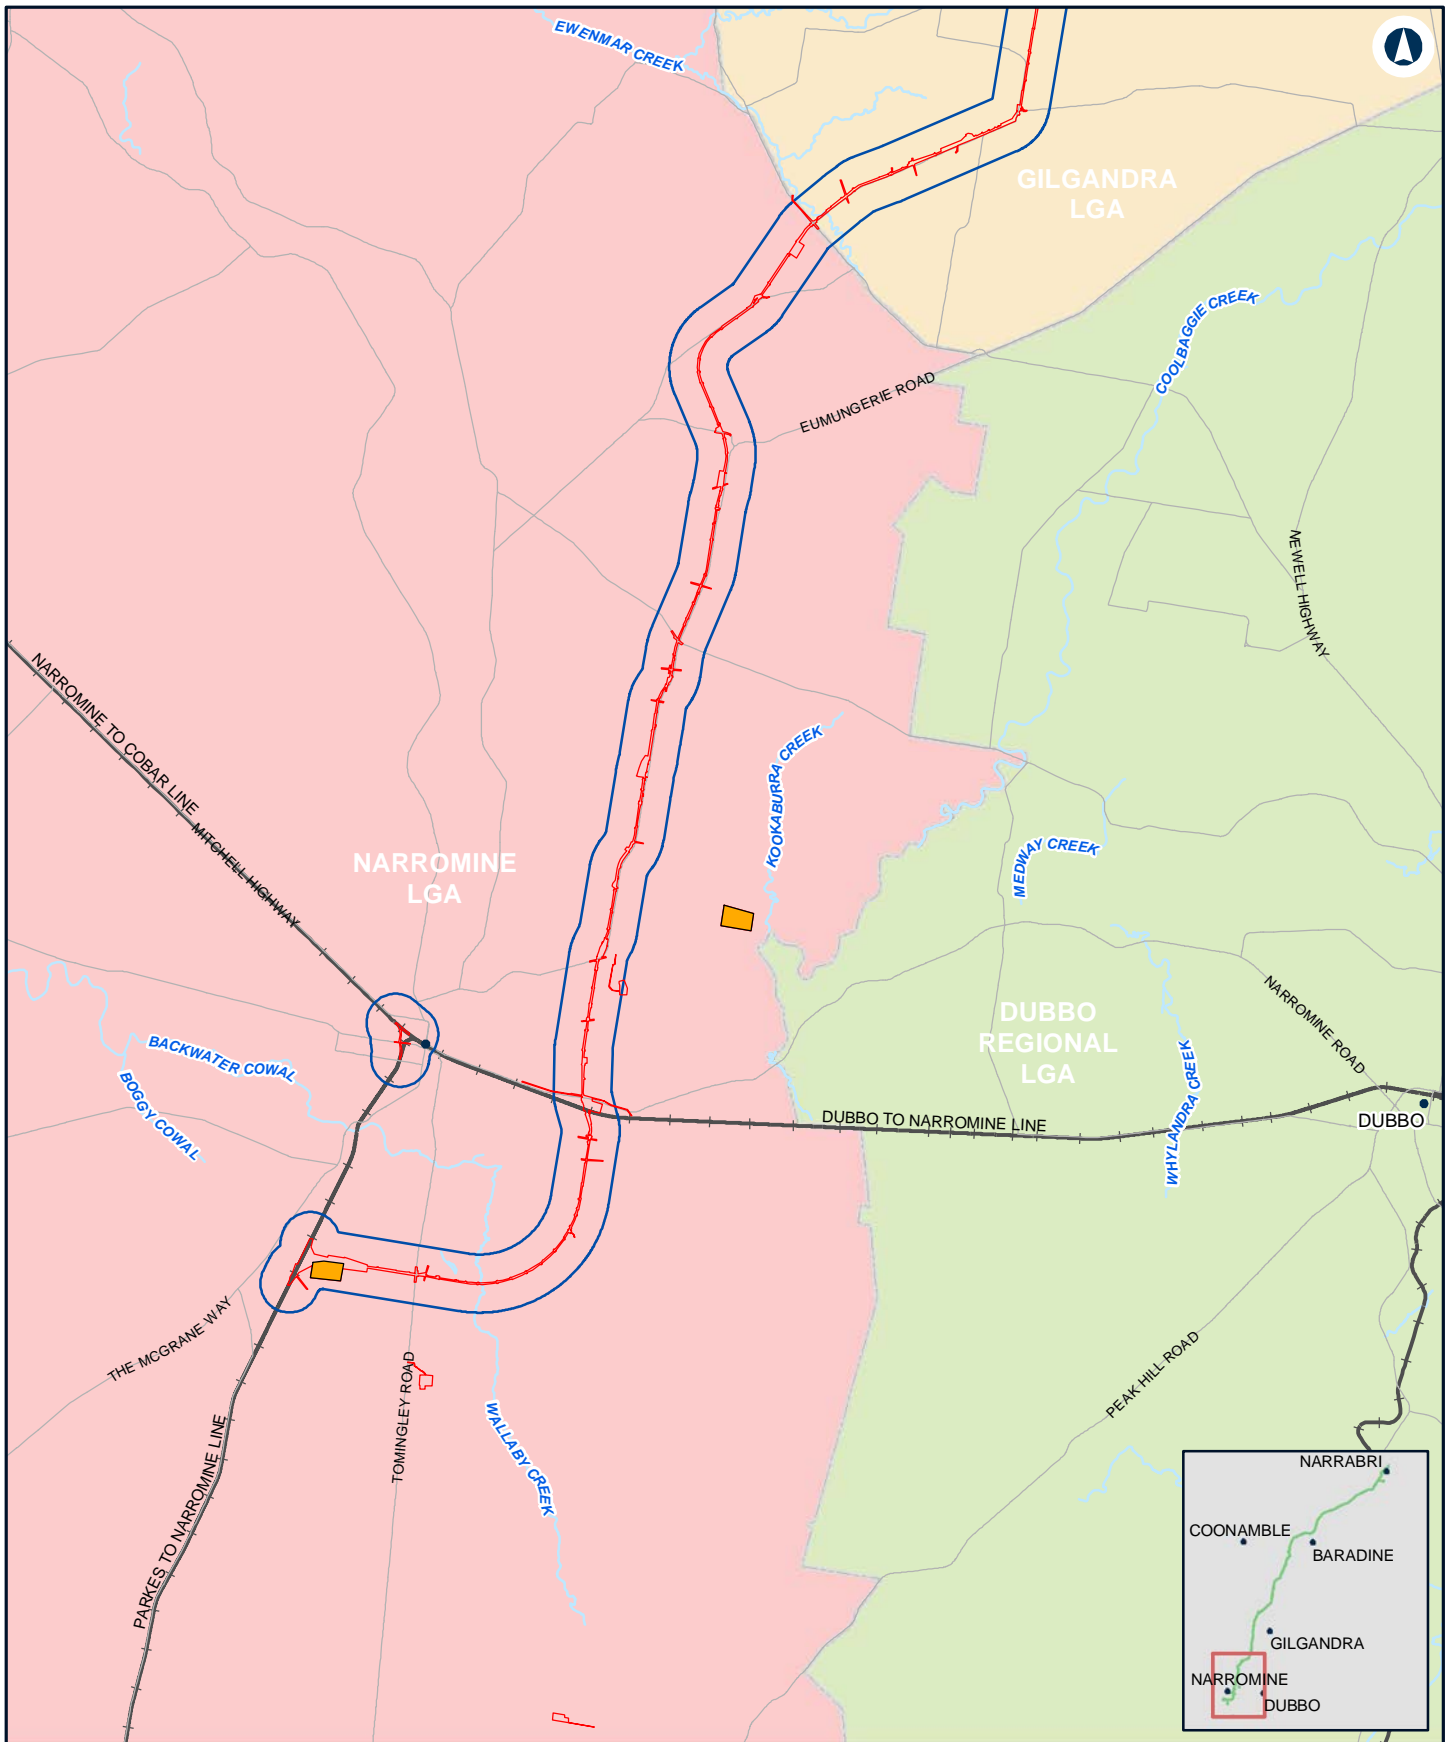 EWENMAR CREEK
GILGANDRA
LGA
COOLBAGGIE CREEK
EUMUNGERIE ROAD
NEWELL HIGHWAY
NARROMINE TO COBAR LINE
MITCHELL HIGHWAY
KOOKABURRA CREEK
MEDWAY CREEK
NARROMINE
LGA
NARROMINE ROAD
DUBBO
REGIONAL
LGA
BACKWATER COWAL
BOGGY COWAL
WHYLANDRA CREEK
DUBBO TO NARROMINE LINE
DUBBO
THE MCGRANE WAY
TOMINGLEY ROAD
PEAK HILL ROAD
WALLABY CREEK
PARKES TO NARROMINE LINE
NARRABRI
COONAMBLE
BARADINE
GILGANDRA
NARROMINE
DUBBO